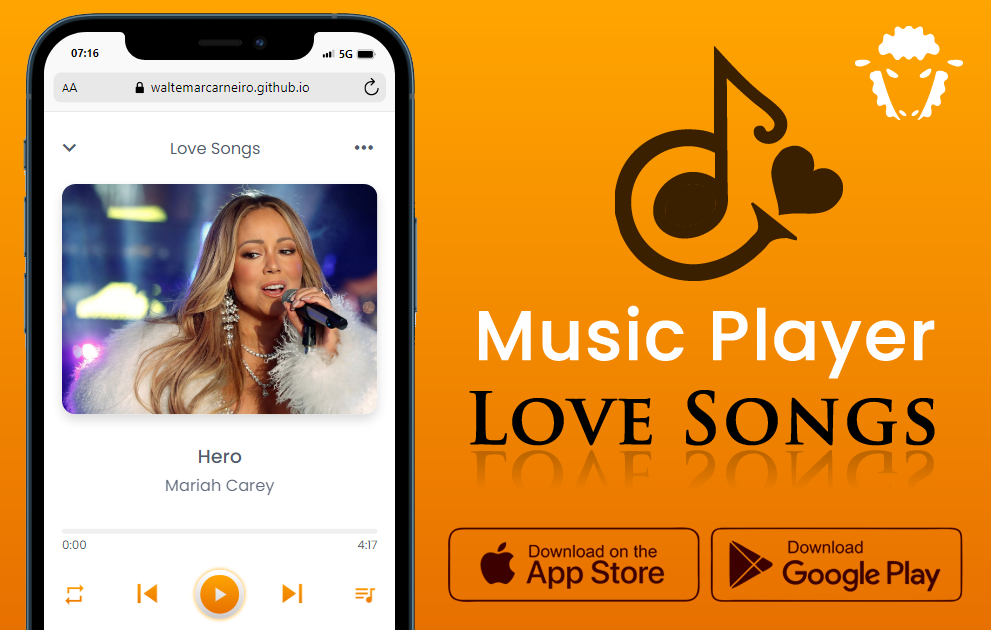 07:16
5G
AA
waltemarcarneiro.github.io
Love Songs
Hero
Mariah Carey
0:00
4:17
Music Player
LOVE SONGS
Download on the
App Store
Download
Google Play